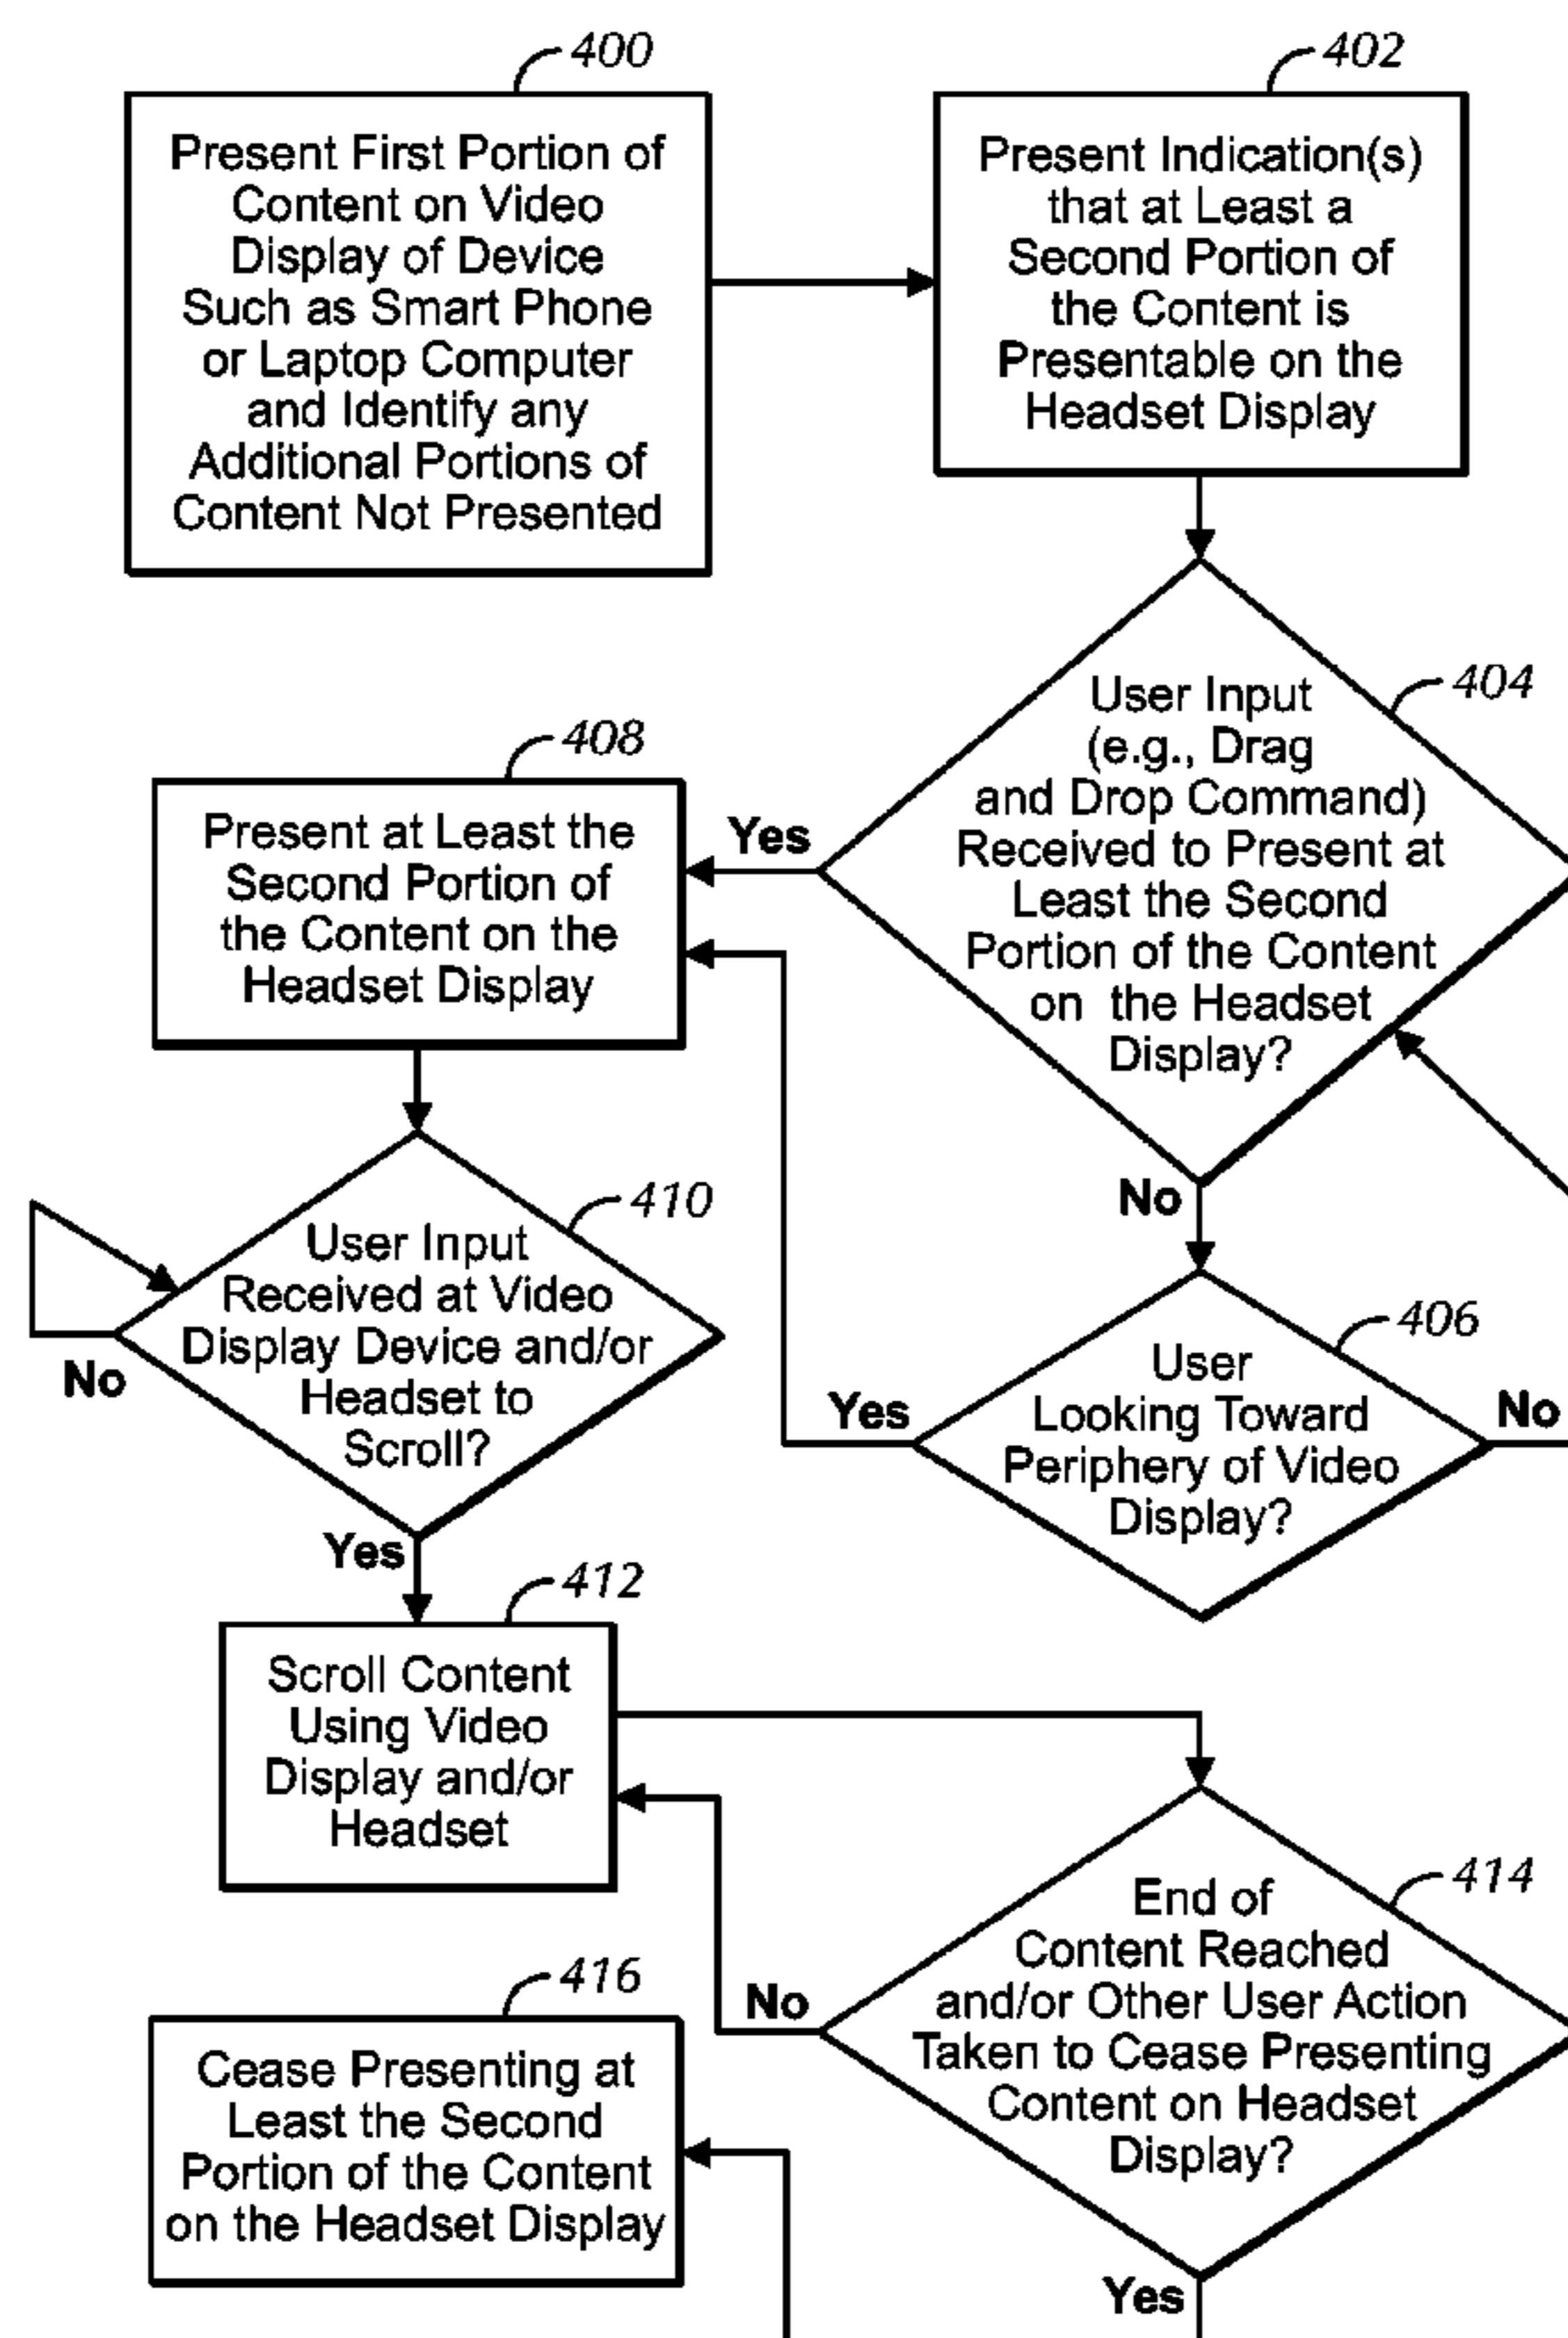 400
Present First Portion of
Content on Video
Display of Device
Such as Smart Phone
or Laptop Computer
and Identify any
Additional Portions of
Content Not Presented
402
Present Indication(s)
that at Least a
Second Portion of
the Content is
Presentable on the
Headset Display
404
User Input
(e.g., Drag
and Drop Command)
Received to Present at
Least the Second
Portion of the Content
on the Headset
Display?
Yes
No
408
Present at Least the
Second Portion of
the Content on the
Headset Display
406
User
Looking Toward
Periphery of Video
Display?
Yes
No
410
User Input
Received at Video
Display Device and/or
Headset to
Scroll?
No
Yes
412
Scroll Content
Using Video
Display and/or
Headset
414
End of
Content Reached
and/or Other User Action
Taken to Cease Presenting
Content on Headset
Display?
No
Yes
416
Cease Presenting at
Least the Second
Portion of the Content
on the Headset Display